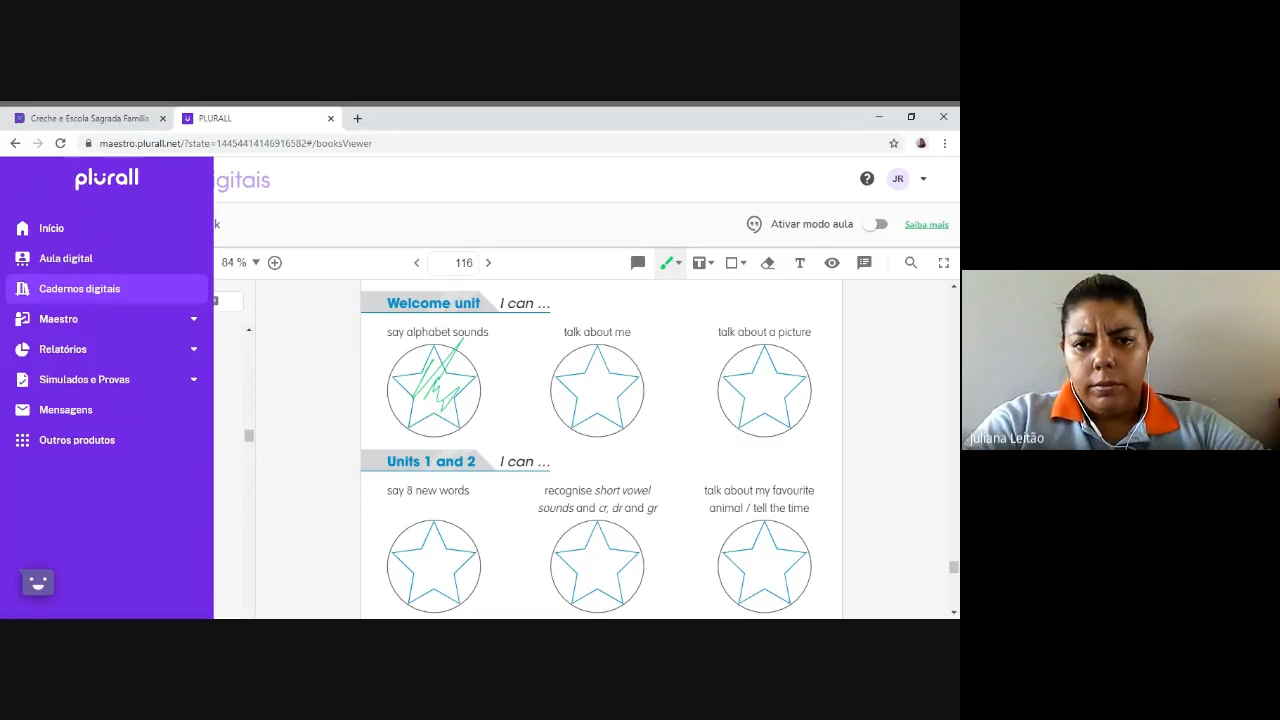 Creche e Escola Sagrada Família
PLURALL
maestro.plurall.net/?state=14454414146916582#/booksViewer
plurall
igitais
JR
k
Ativar modo aula
Saiba mais
84 %
116
Início
Aula digital
Cadernos digitais
Maestro
Relatórios
Simulados e Provas
Mensagens
Outros produtos
Welcome unit I can ...
say alphabet sounds talk about me talk about a picture
Units 1 and 2 I can ...
say 8 new words recognise short vowel talk about my favourite
sounds and cr, dr and gr animal / tell the time
Juliana Leitão